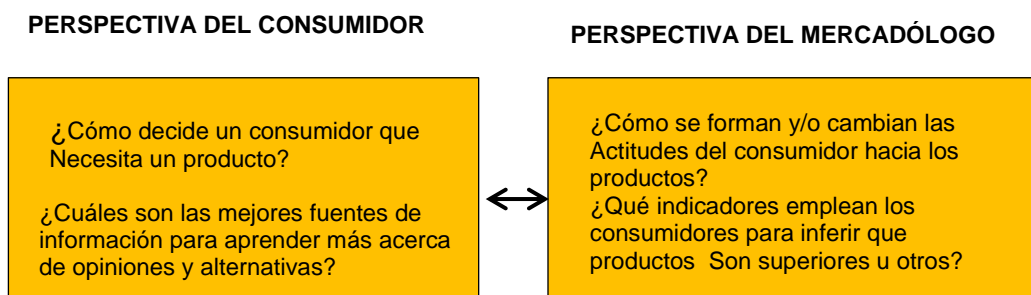 PERSPECTIVA DEL CONSUMIDOR
PERSPECTIVA DEL MERCADÓLOGO
¿Cómo decide un consumidor que
Necesita un producto?
¿Cuáles son las mejores fuentes de
información para aprender más acerca
de opiniones y alternativas?
¿Cómo se forman y/o cambian las
Actitudes del consumidor hacia los
productos?
¿Qué indicadores emplean los
consumidores para inferir que
productos  Son superiores u otros?